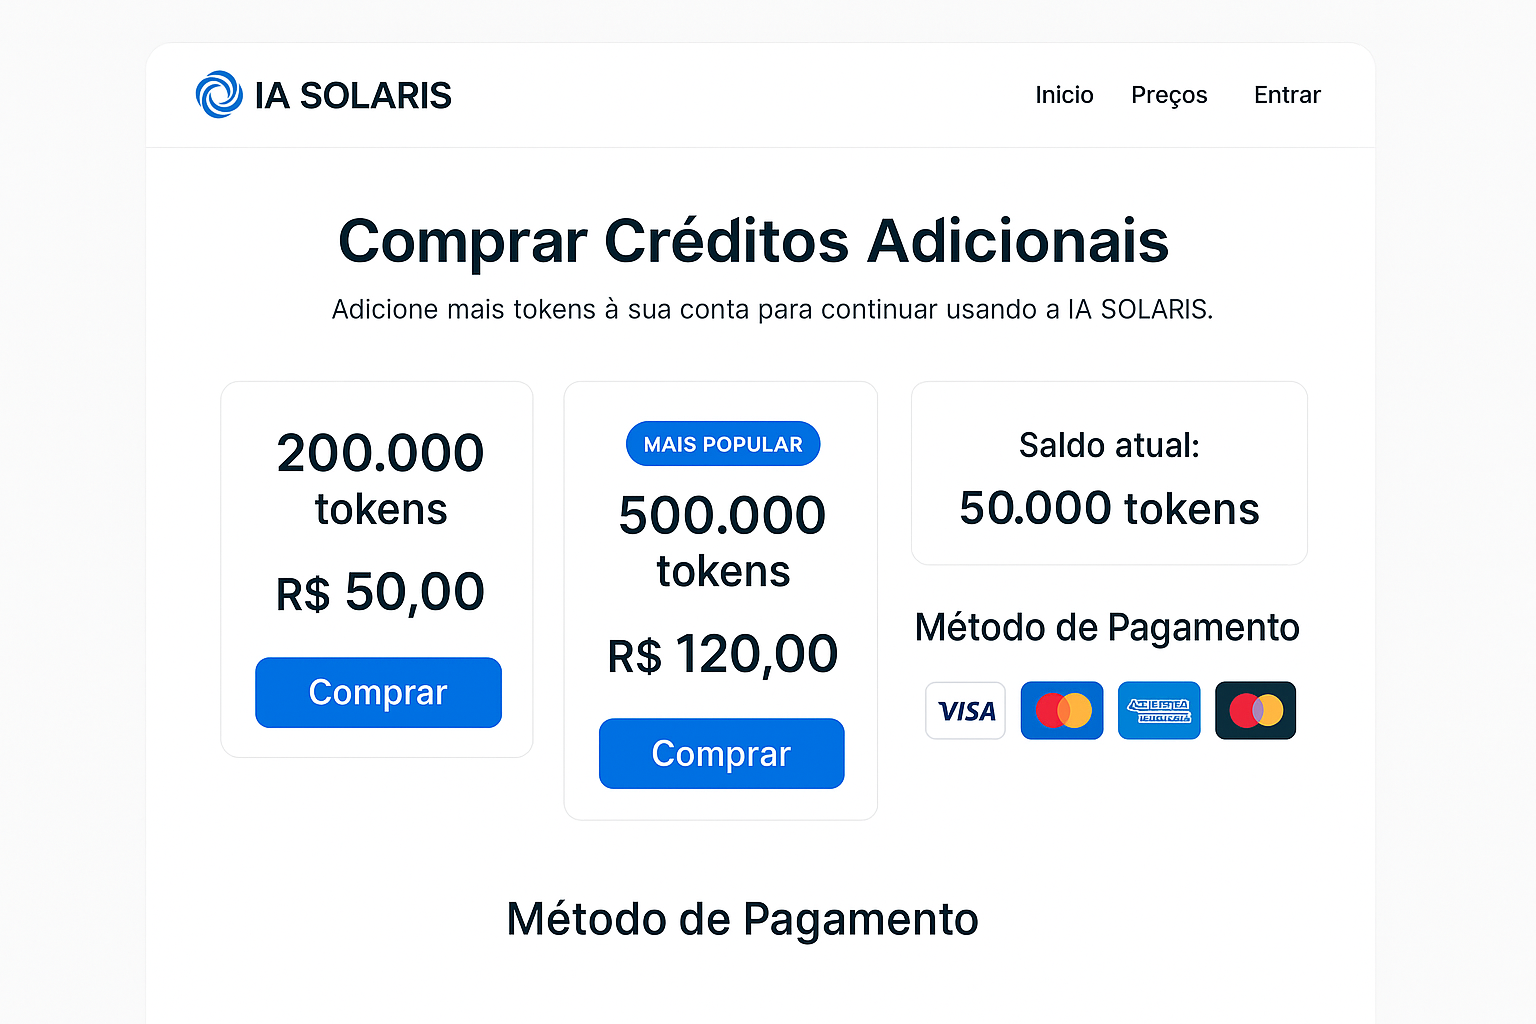 IA SOLARIS
Inicio Preços Entrar
Comprar Créditos Adicionais
Adicione mais tokens à sua conta para continuar usando a IA SOLARIS.
200.000
tokens
R$ 50,00
Comprar
MAIS POPULAR
500.000
tokens
R$ 120,00
Comprar
Saldo atual:
50.000 tokens
Método de Pagamento
VISA
Método de Pagamento